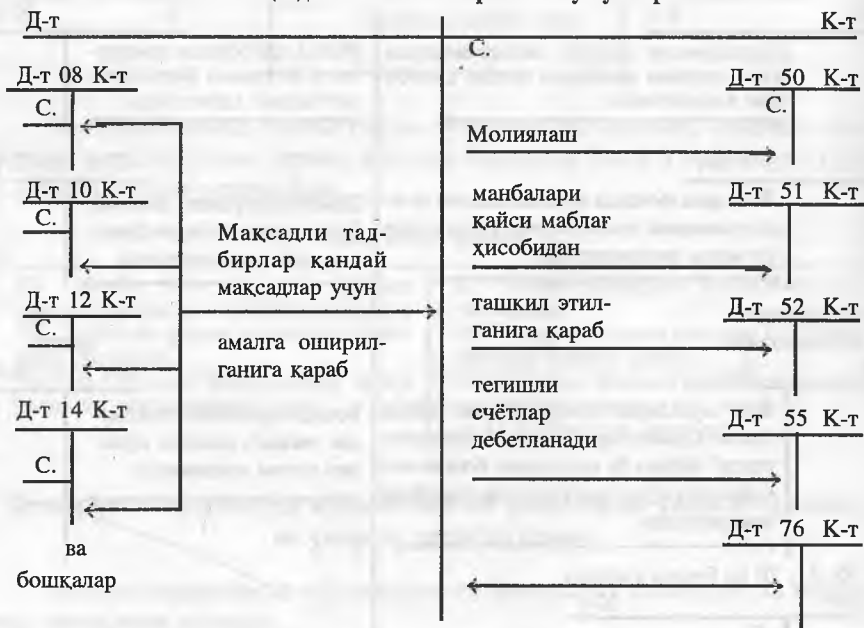 Д-т К-т
С.
Д-т 08 К-т
С.
Д-т 10 К-т
С.
Д-т 12 К-т
С.
Д-т 14 К-т
С.
ва
бошқалар
Мақсадли тад-
бирлар қандай
мақсадлар учун
амалга оширил-
ганига қараб
Молиялаш
манбалари
қайси маблағ
ҳисобидан
ташкил этил-
ганига қараб
тегишли
счётлар
дебетланади
Д-т 50 К-т
С.
Д-т 51 К-т
Д-т 52 К-т
Д-т 55 К-т
Д-т 76 К-т